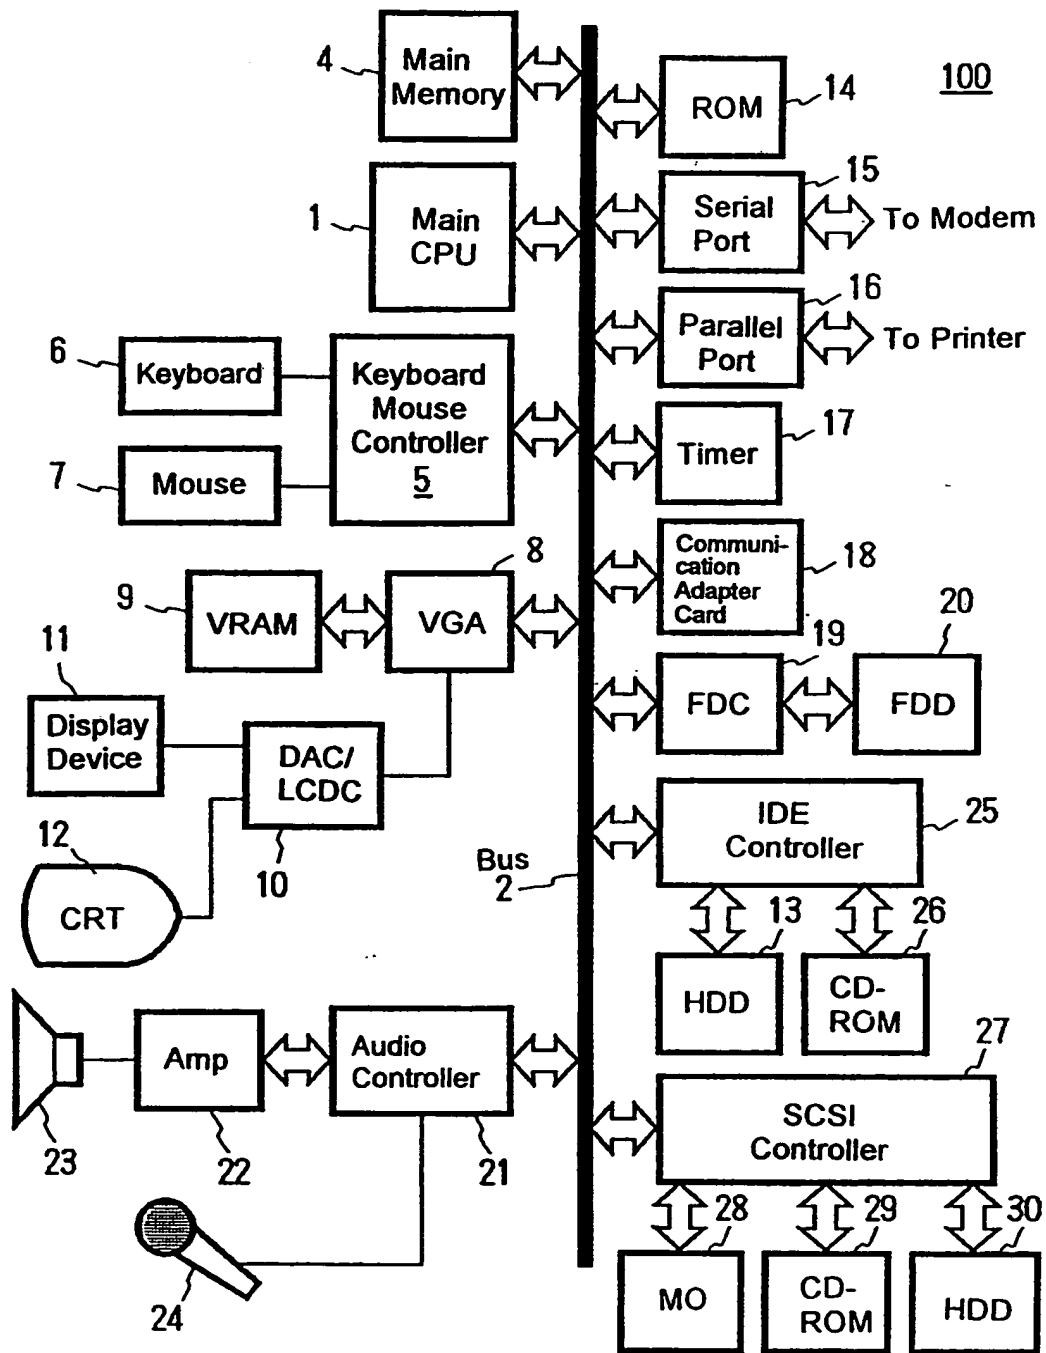 4
Main
Memory
14
ROM
100
1
Main
CPU
15
Serial
Port
To Modem
16
Parallel
Port
To Printer
6
Keyboard
7
Mouse
Keyboard
Mouse
Controller
5
17
Timer
18
Communi-
cation
Adapter
Card
9
VRAM
8
VGA
19
FDC
20
FDD
11
Display
Device
DAC/
LCDC
10
12
CRT
Bus
2
25
IDE
Controller
13
HDD
26
CD-
ROM
23
Amp
22
Audio
Controller
21
24
27
SCSI
Controller
28
MO
29
CD-
ROM
30
HDD